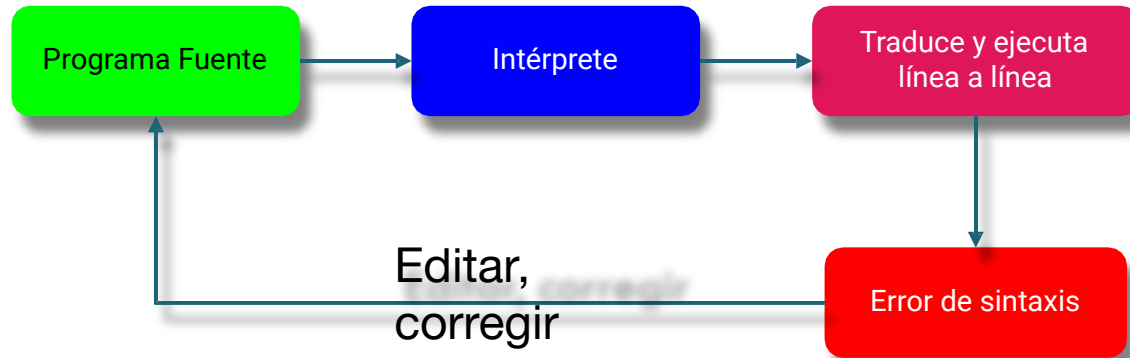 Programa Fuente
Intérprete
Traduce y ejecuta
línea a línea
Editar,
corregir
Error de sintaxis